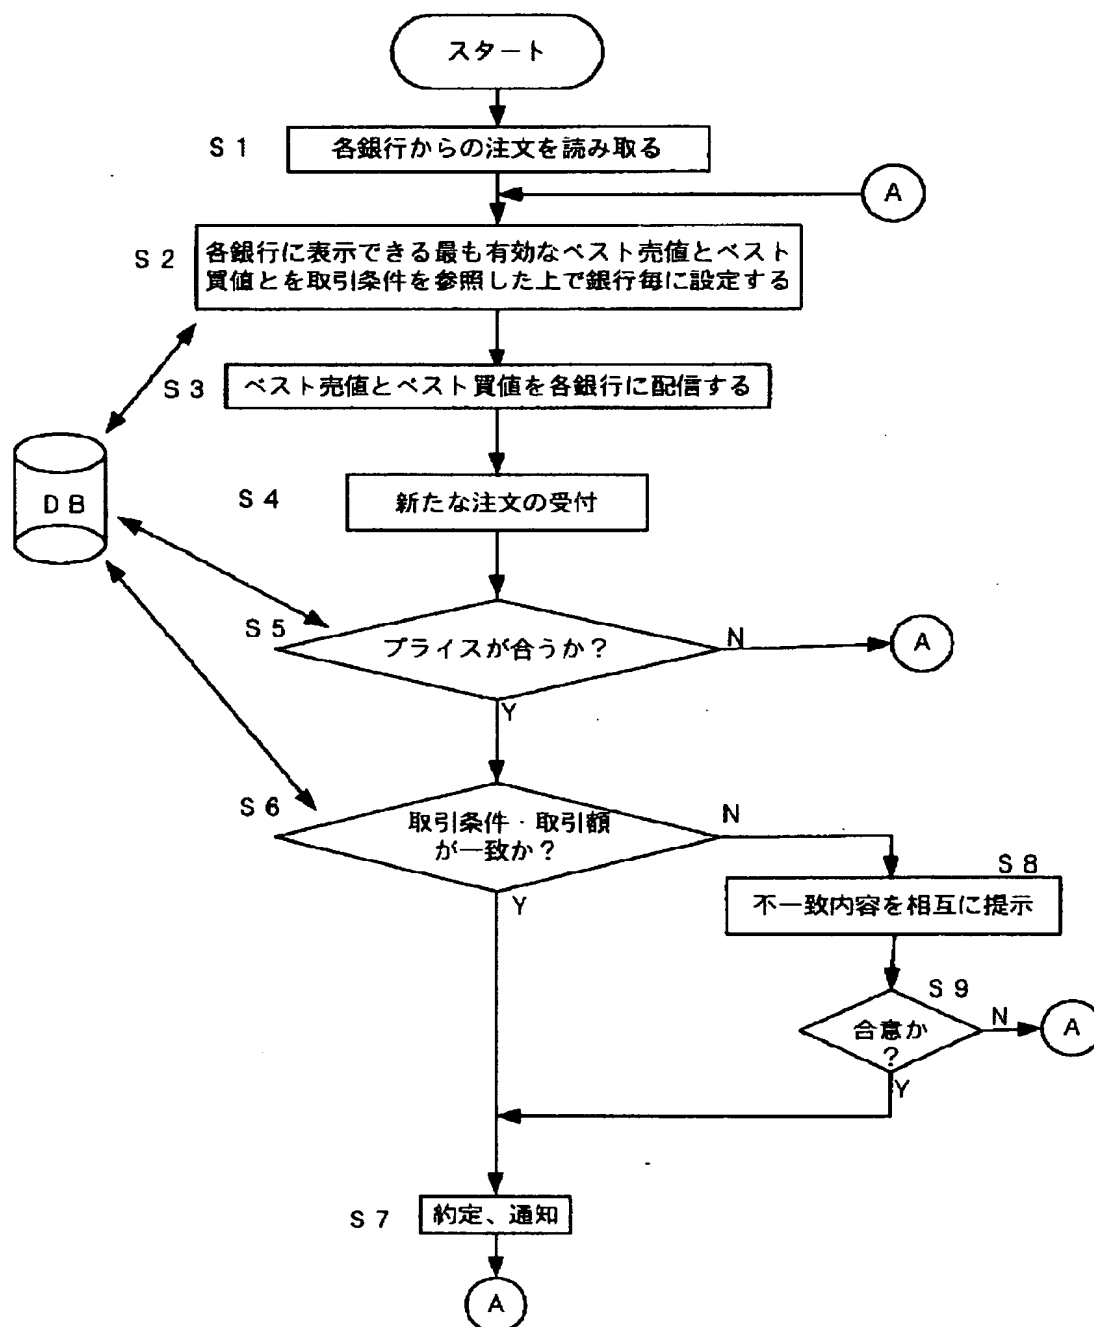 スタート
S1
各銀行からの注文を読み取る
A
S2
各銀行に表示できる最も有効なベスト売値とベスト
買値とを取引条件を参照した上で銀行毎に設定する
S3
ベスト売値とベスト買値を各銀行に配信する
DB
S4
新たな注文の受付
S5
プライスが合うか?
N
A
Y
S6
取引条件・取引額
が一致か?
N
Y
S8
不一致内容を相互に提示
S9
合意か
?
N
A
Y
S7
約定、通知
A